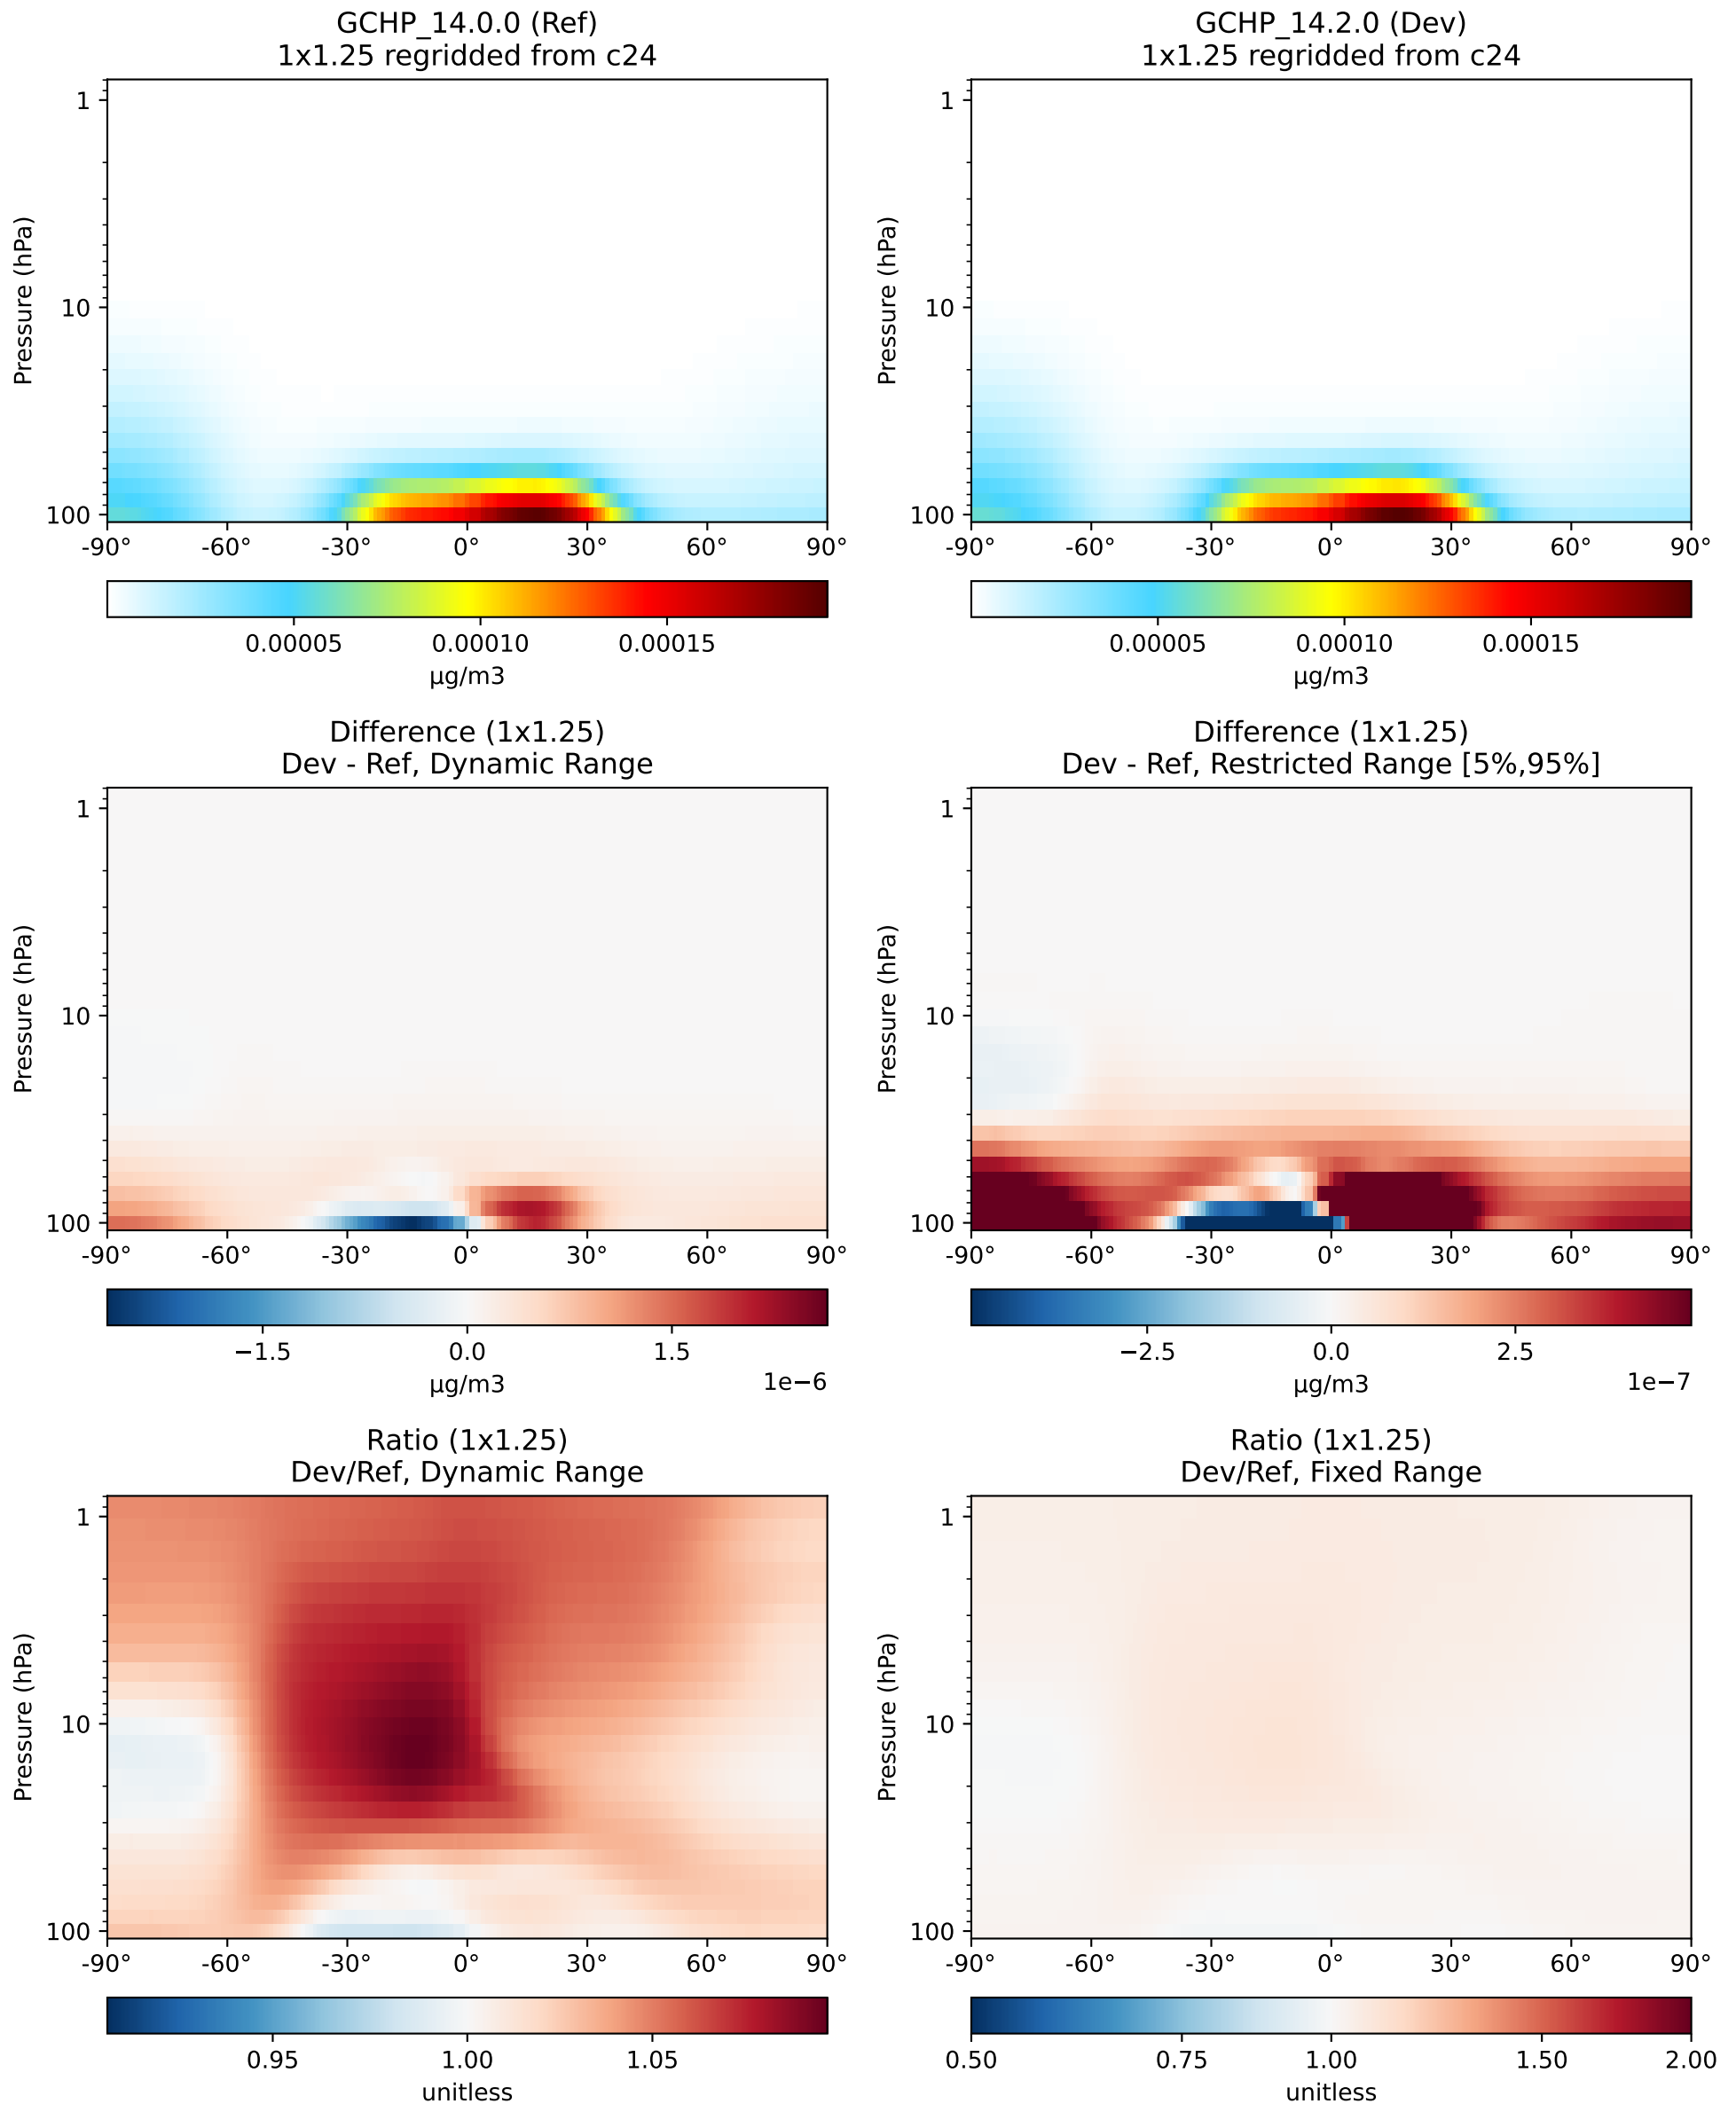 GCHP_14.0.0 (Ref)
1x1.25 regridded from c24
GCHP_14.2.0 (Dev)
1x1.25 regridded from c24
Pressure (hPa)
1
10
100
-90° -60° -30° 0° 30° 60° 90°
0.00005 0.00010 0.00015
µg/m3
Pressure (hPa)
1
10
100
-90° -60° -30° 0° 30° 60° 90°
0.00005 0.00010 0.00015
µg/m3
Difference (1x1.25)
Dev - Ref, Dynamic Range
Pressure (hPa)
1
10
100
-90° -60° -30° 0° 30° 60° 90°
−1.5 0.0 1.5
µg/m3
1e−6
Difference (1x1.25)
Dev - Ref, Restricted Range [5%,95%]
Pressure (hPa)
1
10
100
-90° -60° -30° 0° 30° 60° 90°
−2.5 0.0 2.5
µg/m3
1e−7
Ratio (1x1.25)
Dev/Ref, Dynamic Range
Pressure (hPa)
1
10
100
-90° -60° -30° 0° 30° 60° 90°
0.95 1.00 1.05
unitless
Ratio (1x1.25)
Dev/Ref, Fixed Range
Pressure (hPa)
1
10
100
-90° -60° -30° 0° 30° 60° 90°
0.50 0.75 1.00 1.50 2.00
unitless